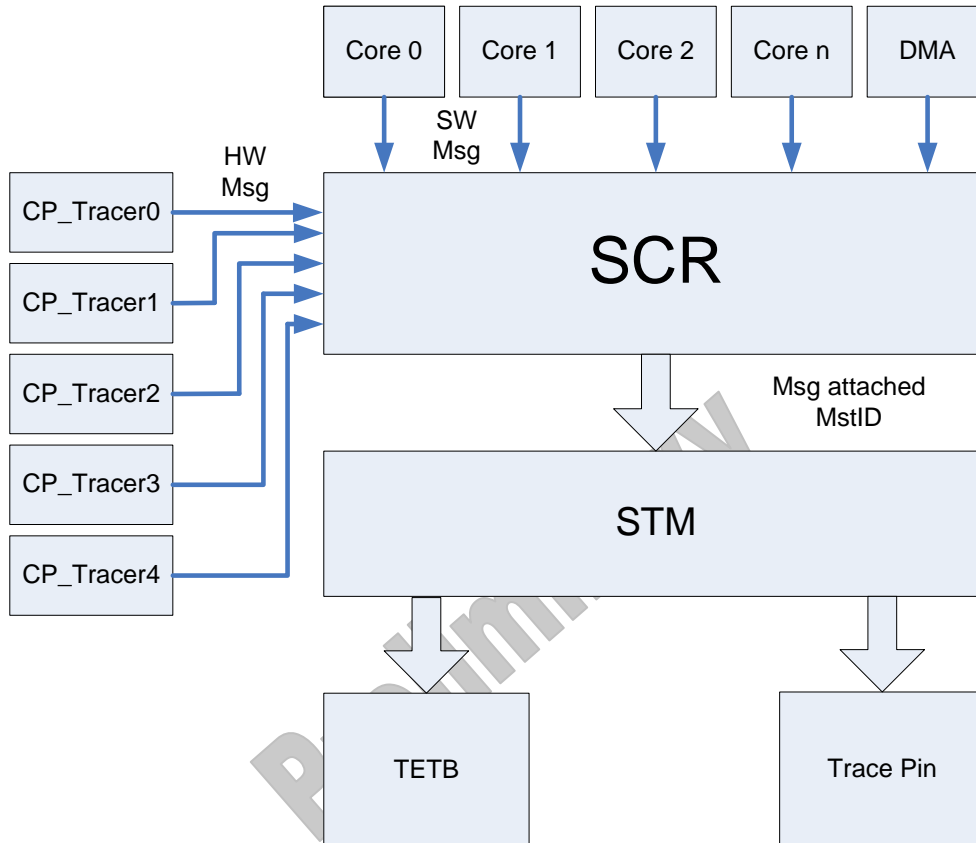 Core 0
Core 1
Core 2
Core n
DMA
SW
Msg
HW
Msg
CP_Tracer0
CP_Tracer1
CP_Tracer2
CP_Tracer3
CP_Tracer4
SCR
Msg attached
MstID
STM
TETB
Trace Pin